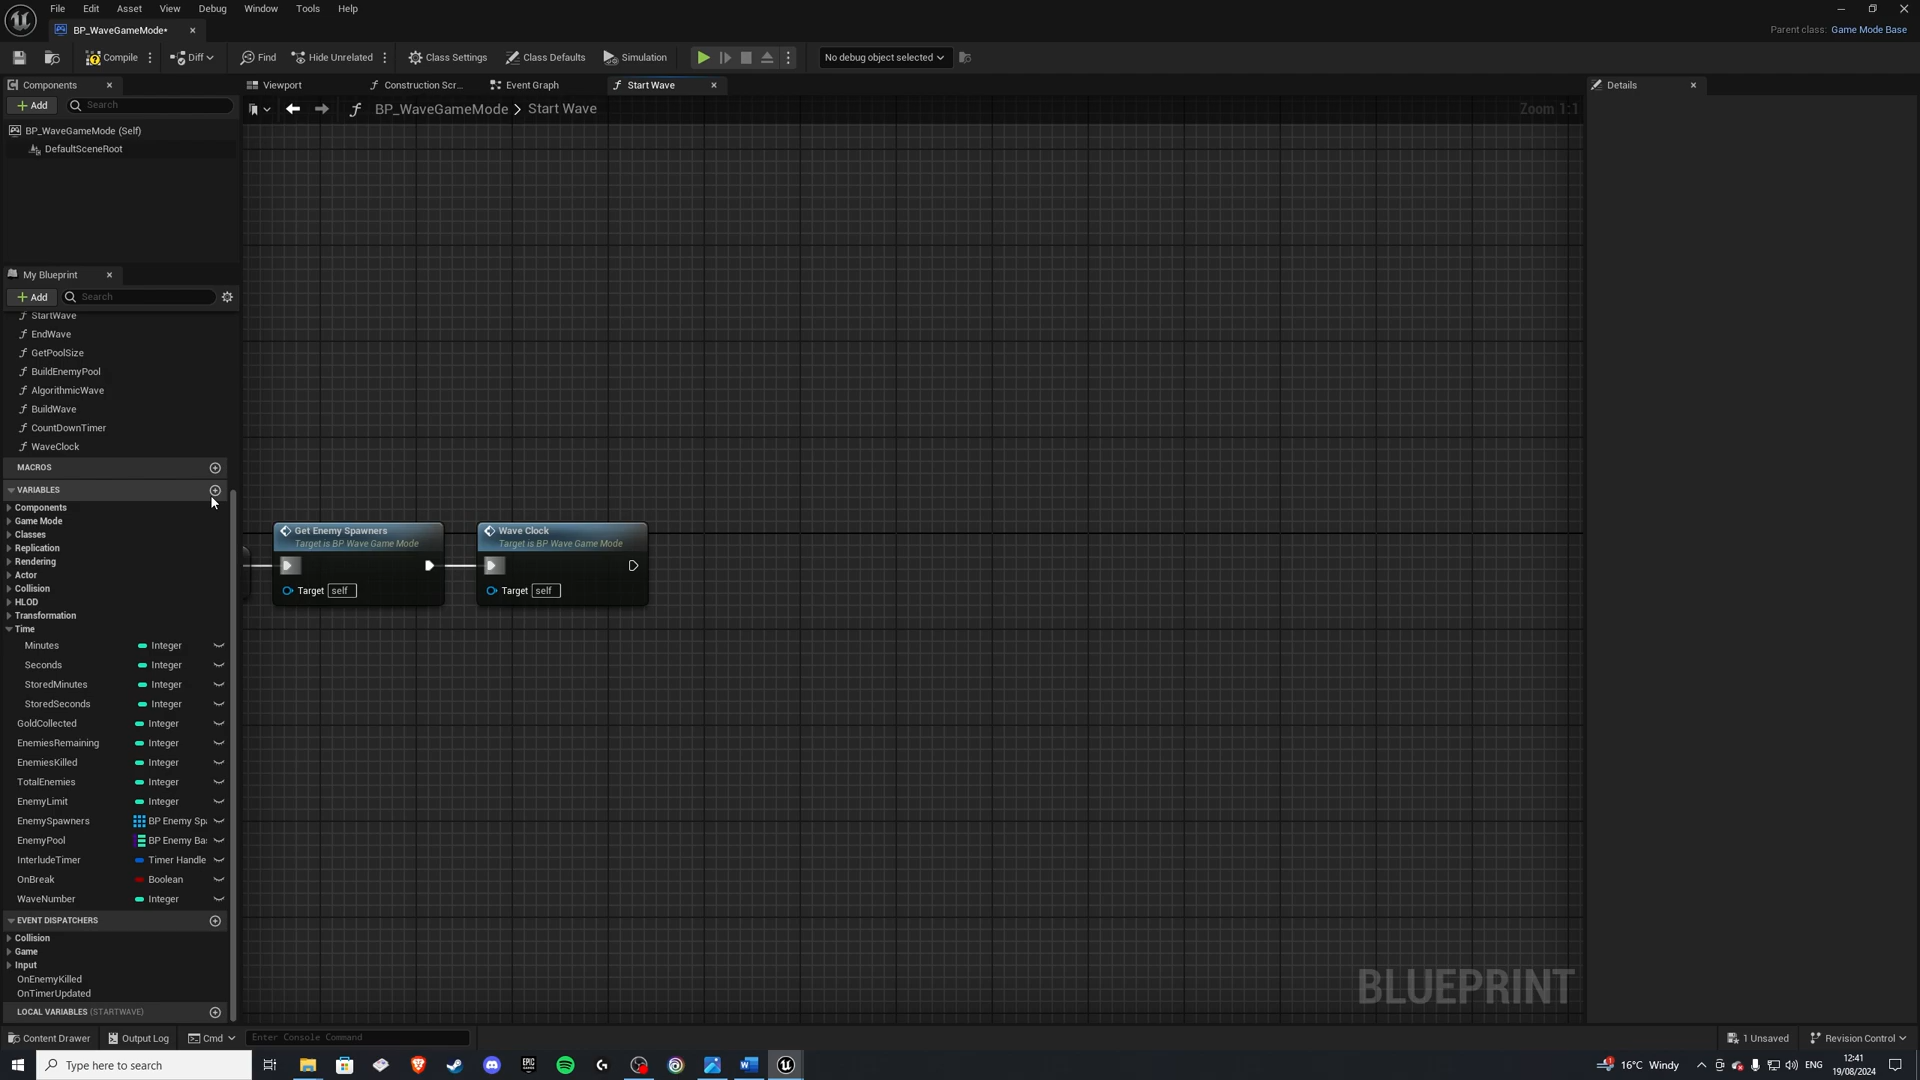 File Edit Asset View Debug Window Tools Help
BP_WaveGameMode*
Parent class: Game Mode Base
Compile Diff Find Hide Unrelated Class Settings Class Defaults Simulation No debug object selected
Components
Viewport Construction Scr... Event Graph Start Wave
Details
Add Search
BP_WaveGameMode > Start Wave
Zoom 1:1
BP_WaveGameMode (Self)
DefaultSceneRoot
My Blueprint
Add Search
StartWave
EndWave
GetPoolSize
BuildEnemyPool
AlgorithmicWave
BuildWave
CountDownTimer
WaveClock
MACROS
VARIABLES
Components
Game Mode
Classes
Replication
Rendering
Actor
Collision
HLOD
Transformation
Time
Minutes Integer
Seconds Integer
StoredMinutes Integer
StoredSeconds Integer
GoldCollected Integer
EnemiesRemaining Integer
EnemiesKilled Integer
TotalEnemies Integer
EnemyLimit Integer
EnemySpawners BP Enemy Spa
EnemyPool BP Enemy Bas
InterludeTimer Timer Handle
OnBreak Boolean
WaveNumber Integer
EVENT DISPATCHERS
Collision
Game
Input
OnEnemyKilled
OnTimerUpdated
LOCAL VARIABLES (STARTWAVE)
Get Enemy Spawners
Target is BP Wave Game Mode
Target self
Wave Clock
Target is BP Wave Game Mode
Target self
BLUEPRINT
Content Drawer Output Log Cmd Enter Console Command
1 Unsaved Revision Control
Type here to search
16°C Windy
ENG
12:41
19/08/2024